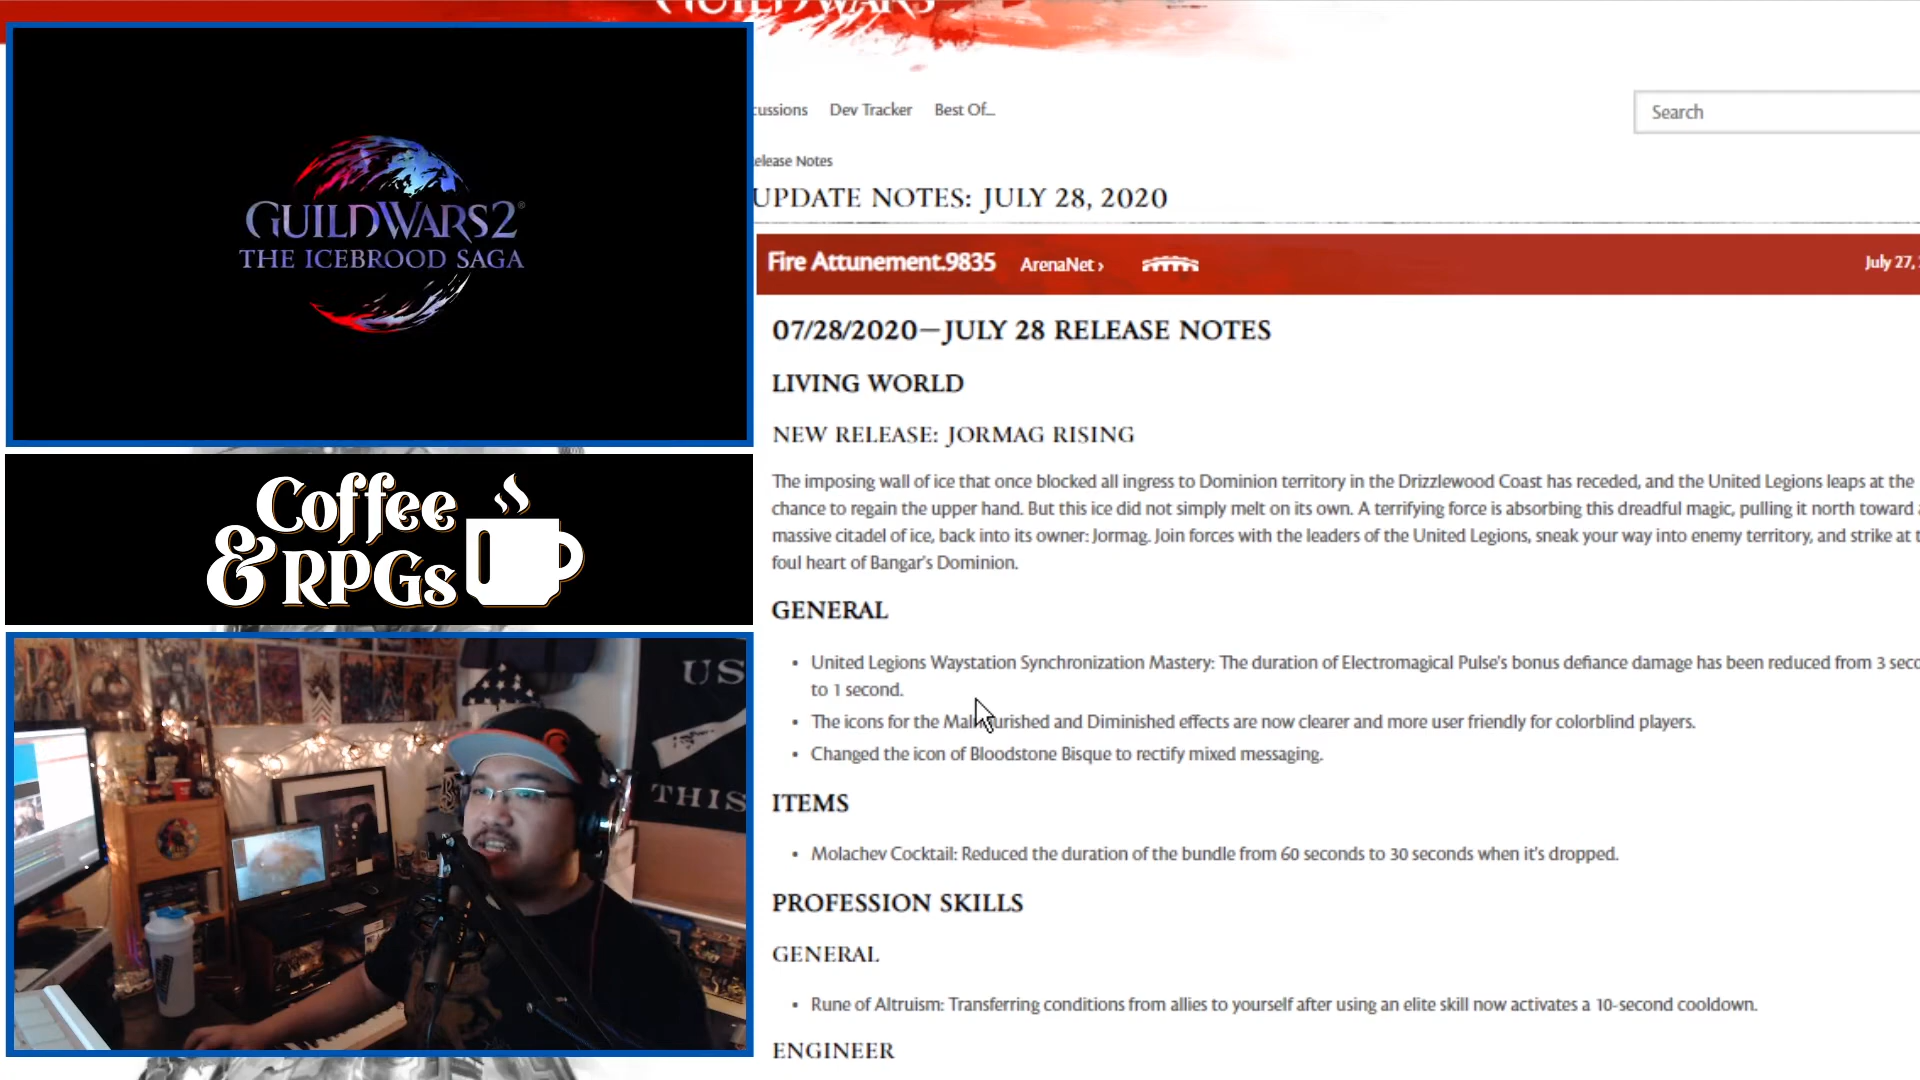 GUILD WARS 2
cussions Dev Tracker Best Of...
Search
elease Notes
UPDATE NOTES: JULY 28, 2020
Fire Attunement.9835 ArenaNet › July 27,
GUILD WARS 2®
THE ICEBROOD SAGA
07/28/2020—JULY 28 RELEASE NOTES
LIVING WORLD
NEW RELEASE: JORMAG RISING
The imposing wall of ice that once blocked all ingress to Dominion territory in the Drizzlewood Coast has receded, and the United Legions leaps at the
chance to regain the upper hand. But this ice did not simply melt on its own. A terrifying force is absorbing this dreadful magic, pulling it north toward a
massive citadel of ice, back into its owner: Jormag. Join forces with the leaders of the United Legions, sneak your way into enemy territory, and strike at t
foul heart of Bangar's Dominion.
Coffee
& RPGs
GENERAL
• United Legions Waystation Synchronization Mastery: The duration of Electromagical Pulse's bonus defiance damage has been reduced from 3 seco
to 1 second.
• The icons for the Malnourished and Diminished effects are now clearer and more user friendly for colorblind players.
• Changed the icon of Bloodstone Bisque to rectify mixed messaging.
ITEMS
• Molachev Cocktail: Reduced the duration of the bundle from 60 seconds to 30 seconds when it's dropped.
PROFESSION SKILLS
GENERAL
• Rune of Altruism: Transferring conditions from allies to yourself after using an elite skill now activates a 10-second cooldown.
ENGINEER
US
THIS